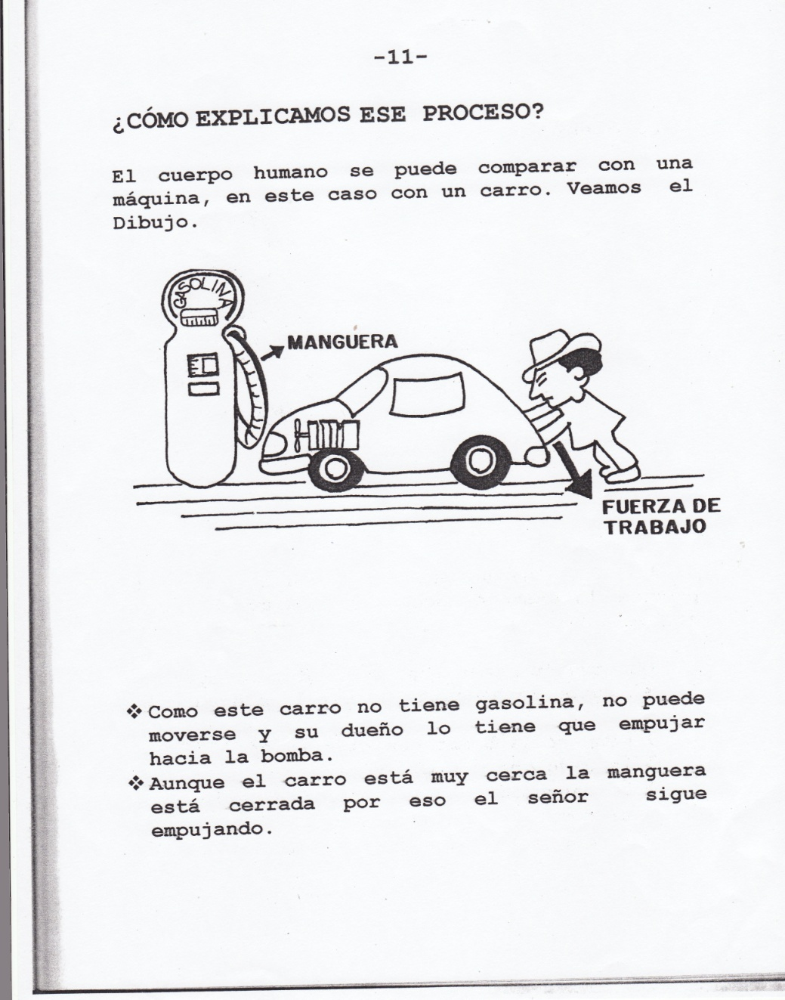 -11-
¿CÓMO EXPLICAMOS ESE PROCESO?
El cuerpo humano se puede comparar con una
máquina, en este caso con un carro. Veamos el
Dibujo.
GASOLINA
MANGUERA
FUERZA DE
TRABAJO
❖ Como este carro no tiene gasolina, no puede
moverse y su dueño lo tiene que empujar
hacia la bomba.
❖ Aunque el carro está muy cerca la manguera
está cerrada por eso el señor sigue
empujando.